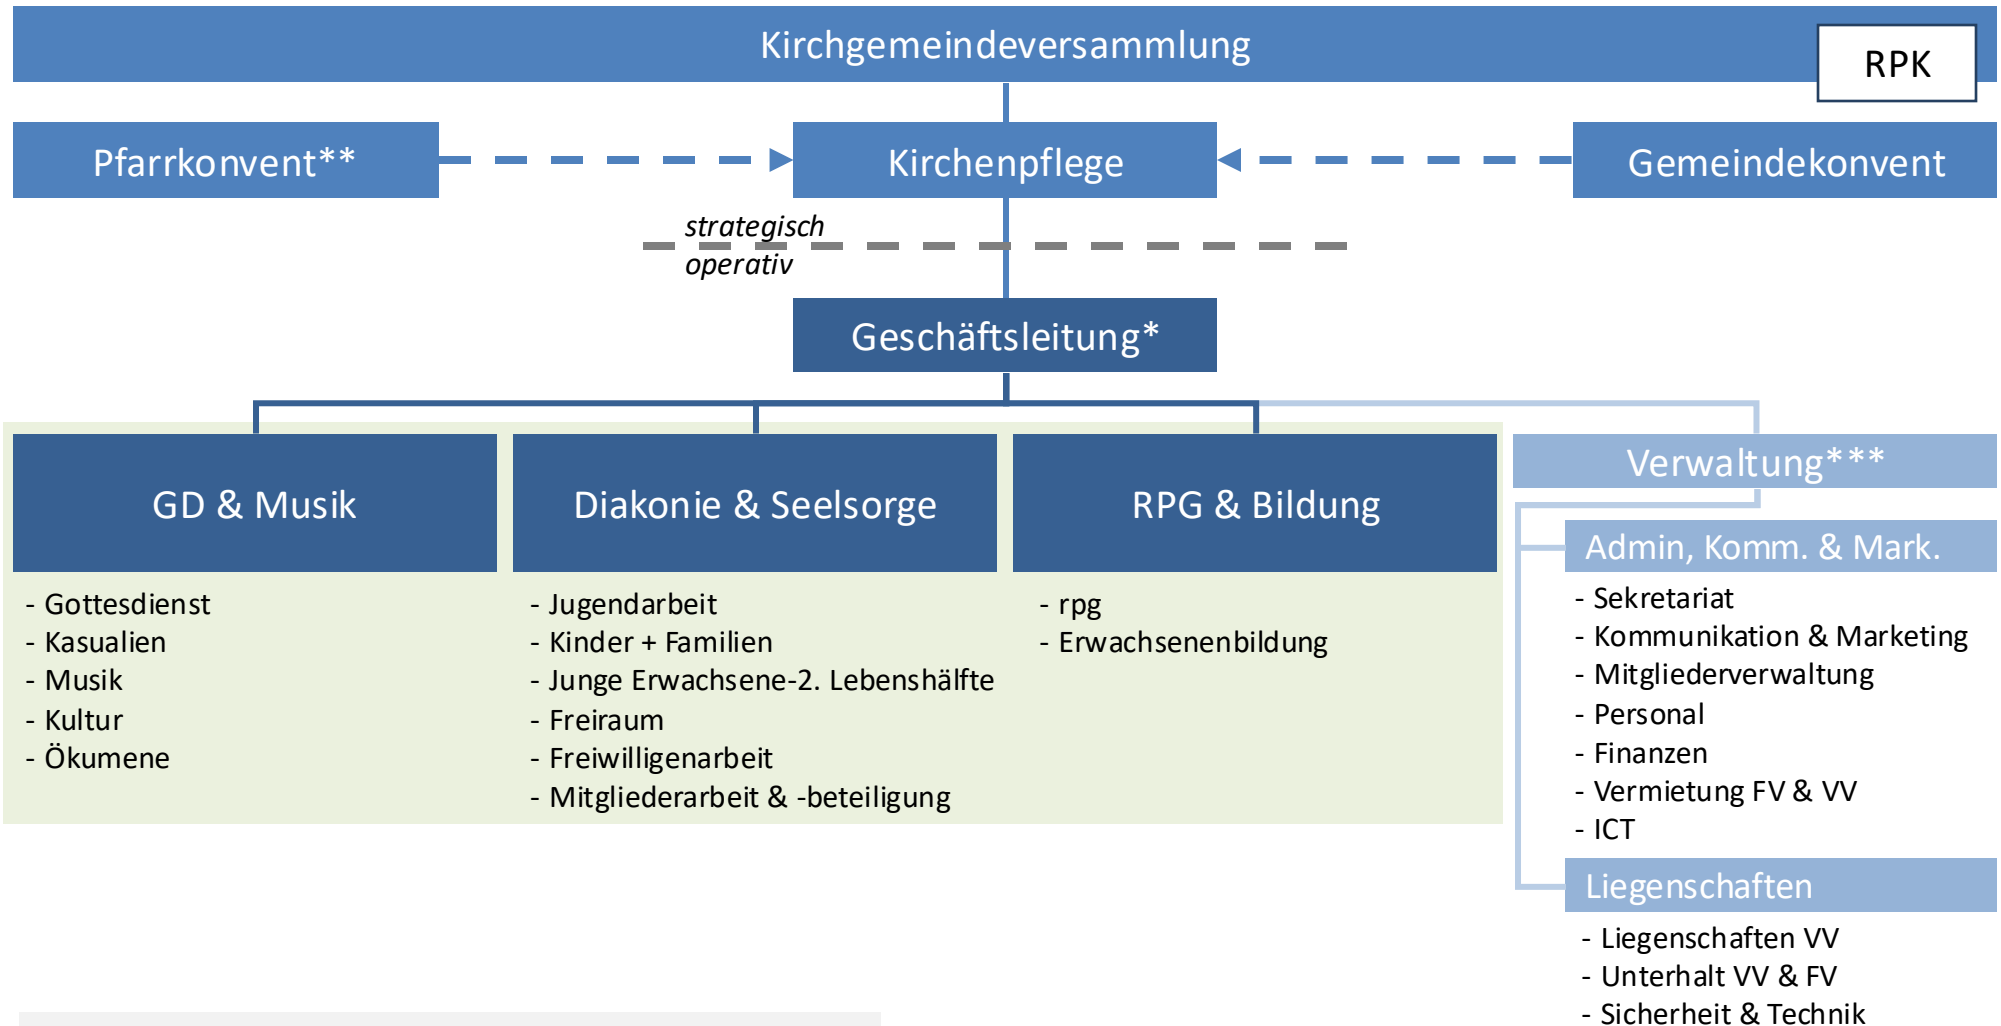 Kirchgemeindeversammlung
RPK
Pfarrkonvent**
Kirchenpflege
Gemeindekonvent
strategisch
operativ
Geschäftsleitung*
GD & Musik
- Gottesdienst
- Kasualien
- Musik
- Kultur
- Ökumene
Diakonie & Seelsorge
- Jugendarbeit
- Kinder + Familien
- Junge Erwachsene-2. Lebenshälfte
- Freiraum
- Freiwilligenarbeit
- Mitgliederarbeit & -beteiligung
RPG & Bildung
- rpg
- Erwachsenenbildung
Verwaltung***
Admin, Komm. & Mark.
- Sekretariat
- Kommunikation & Marketing
- Mitgliederverwaltung
- Personal
- Finanzen
- Vermietung FV & VV
- ICT
Liegenschaften
- Liegenschaften VV
- Unterhalt VV & FV
- Sicherheit & Technik